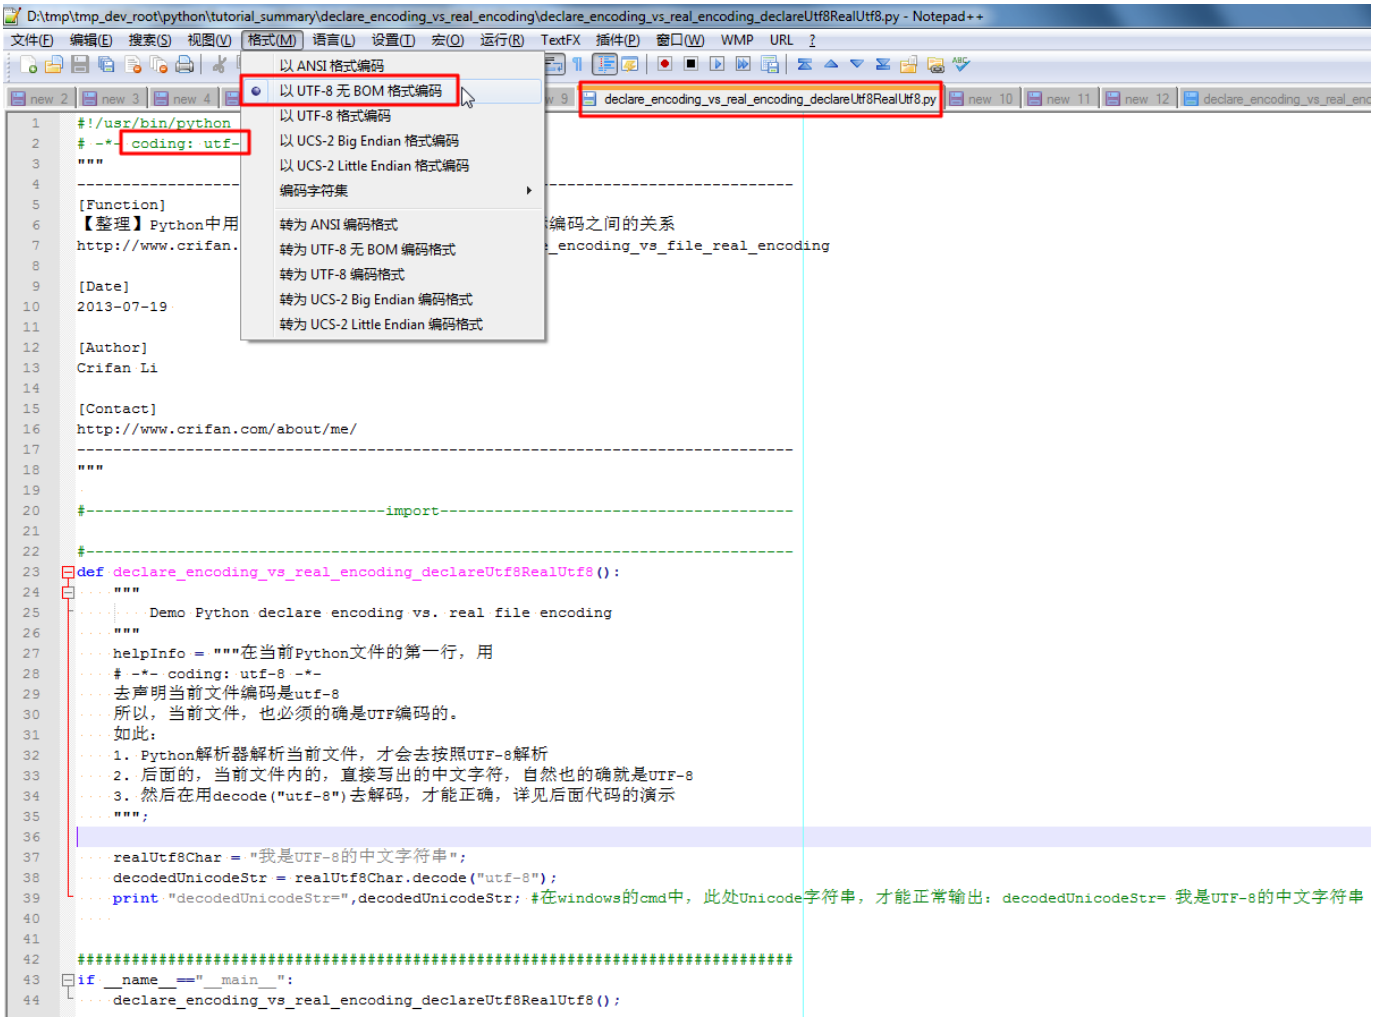 D:\tmp\tmp_dev_root\python\tutorial_summary\declare_encoding_vs_real_encoding\declare_encoding_vs_real_encoding_declareUtf8RealUtf8.py - Notepad++
文件(F) 编辑(E) 搜索(S) 视图(V) 格式(M) 语言(L) 设置(T) 宏(O) 运行(R) TextFX 插件(P) 窗口(W) WMP URL ?
new 2 new 3 new 4 9 declare_encoding_vs_real_encoding_declareUtf8RealUtf8.py new 10 new 11 new 12 declare_encoding_vs_real_enc
以 ANSI 格式编码
以 UTF-8 无 BOM 格式编码
以 UTF-8 格式编码
以 UCS-2 Big Endian 格式编码
以 UCS-2 Little Endian 格式编码
编码字符集
转为 ANSI 编码格式
转为 UTF-8 无 BOM 编码格式
转为 UTF-8 编码格式
转为 UCS-2 Big Endian 编码格式
转为 UCS-2 Little Endian 编码格式
1 #!/usr/bin/python
2 # -*- coding: utf-
3 """
4 -------------------------------------------------------------------------------
5 [Function]
6 【整理】Python中用 编码之间的关系
7 http://www.crifan. _encoding_vs_file_real_encoding
8
9 [Date]
10 2013-07-19
11
12 [Author]
13 Crifan Li
14
15 [Contact]
16 http://www.crifan.com/about/me/
17 -------------------------------------------------------------------------------
18 """
19
20 #---------------------------------import---------------------------------------
21
22 #------------------------------------------------------------------------------
23 def declare_encoding_vs_real_encoding_declareUtf8RealUtf8():
24 """
25 Demo Python declare encoding vs. real file encoding
26 """
27 helpInfo = """在当前Python文件的第一行，用
28 # -*- coding: utf-8 -*-
29 去声明当前文件编码是utf-8
30 所以，当前文件，也必须的确是UTF编码的。
31 如此：
32 1. Python解析器解析当前文件，才会去按照UTF-8解析
33 2. 后面的，当前文件内的，直接写出的中文字符，自然也的确就是UTF-8
34 3. 然后在用decode("utf-8")去解码，才能正确，详见后面代码的演示
35 """;
36
37 realUtf8Char = "我是UTF-8的中文字符串";
38 decodedUnicodeStr = realUtf8Char.decode("utf-8");
39 print "decodedUnicodeStr=",decodedUnicodeStr; #在windows的cmd中，此处Unicode字符串，才能正常输出：decodedUnicodeStr= 我是UTF-8的中文字符串
40
41
42 ###############################################################################
43 if __name__=="__main__":
44 declare_encoding_vs_real_encoding_declareUtf8RealUtf8();